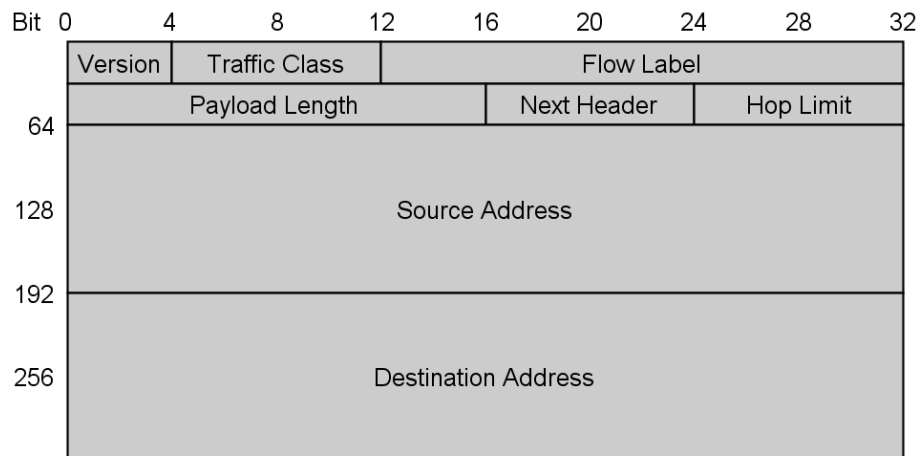 Bit 0 4 8 12 16 20 24 28 32
Version Traffic Class Flow Label
Payload Length Next Header Hop Limit
64
128 Source Address
192
256 Destination Address